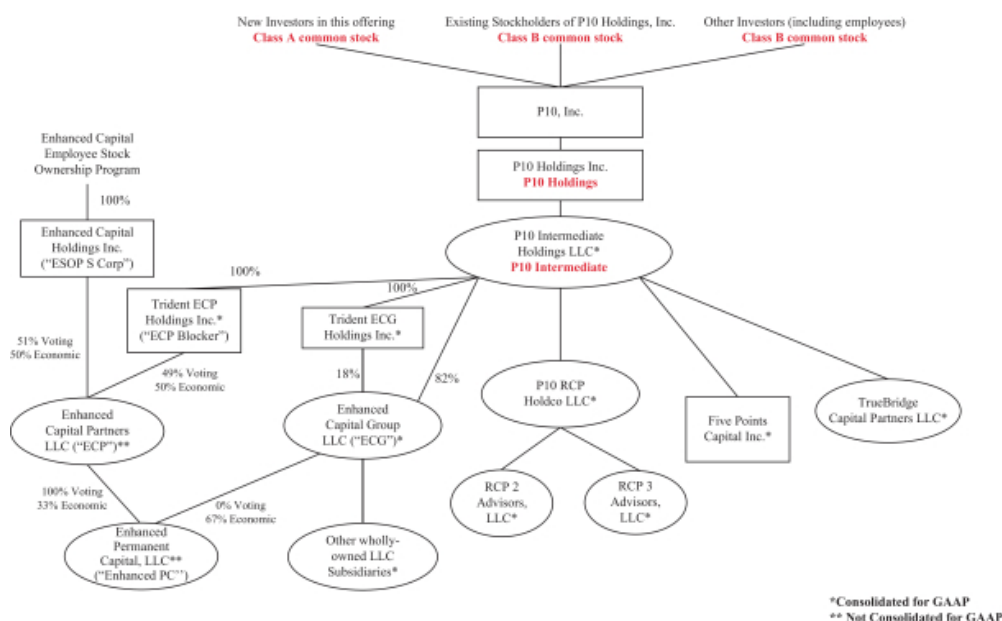 New Investors in this offering
Class A common stock
Existing Stockholders of P10 Holdings, Inc.
Class B common stock
Other Investors (including employees)
Class B common stock
P10, Inc.
Enhanced Capital
Employee Stock
Ownership Program
P10 Holdings Inc.
P10 Holdings
100%
Enhanced Capital
Holdings Inc.
("ESOP S Corp")
P10 Intermediate
Holdings LLC*
P10 Intermediate
100%
100%
Trident ECP
Holdings Inc.*
("ECP Blocker")
Trident ECG
Holdings Inc.*
51% Voting
50% Economic
49% Voting
50% Economic
18%
82%
P10 RCP
Holdco LLC*
Enhanced
Capital Partners
LLC ("ECP")**
Enhanced
Capital Group
LLC ("ECG")*
Five Points
Capital Inc.*
TrueBridge
Capital Partners LLC*
100% Voting
33% Economic
0% Voting
67% Economic
RCP 2
Advisors,
LLC*
RCP 3
Advisors,
LLC*
Enhanced
Permanent
Capital, LLC**
("Enhanced PC'')
Other wholly-
owned LLC
Subsidiaries*
*Consolidated for GAAP
** Not Consolidated for GAAP